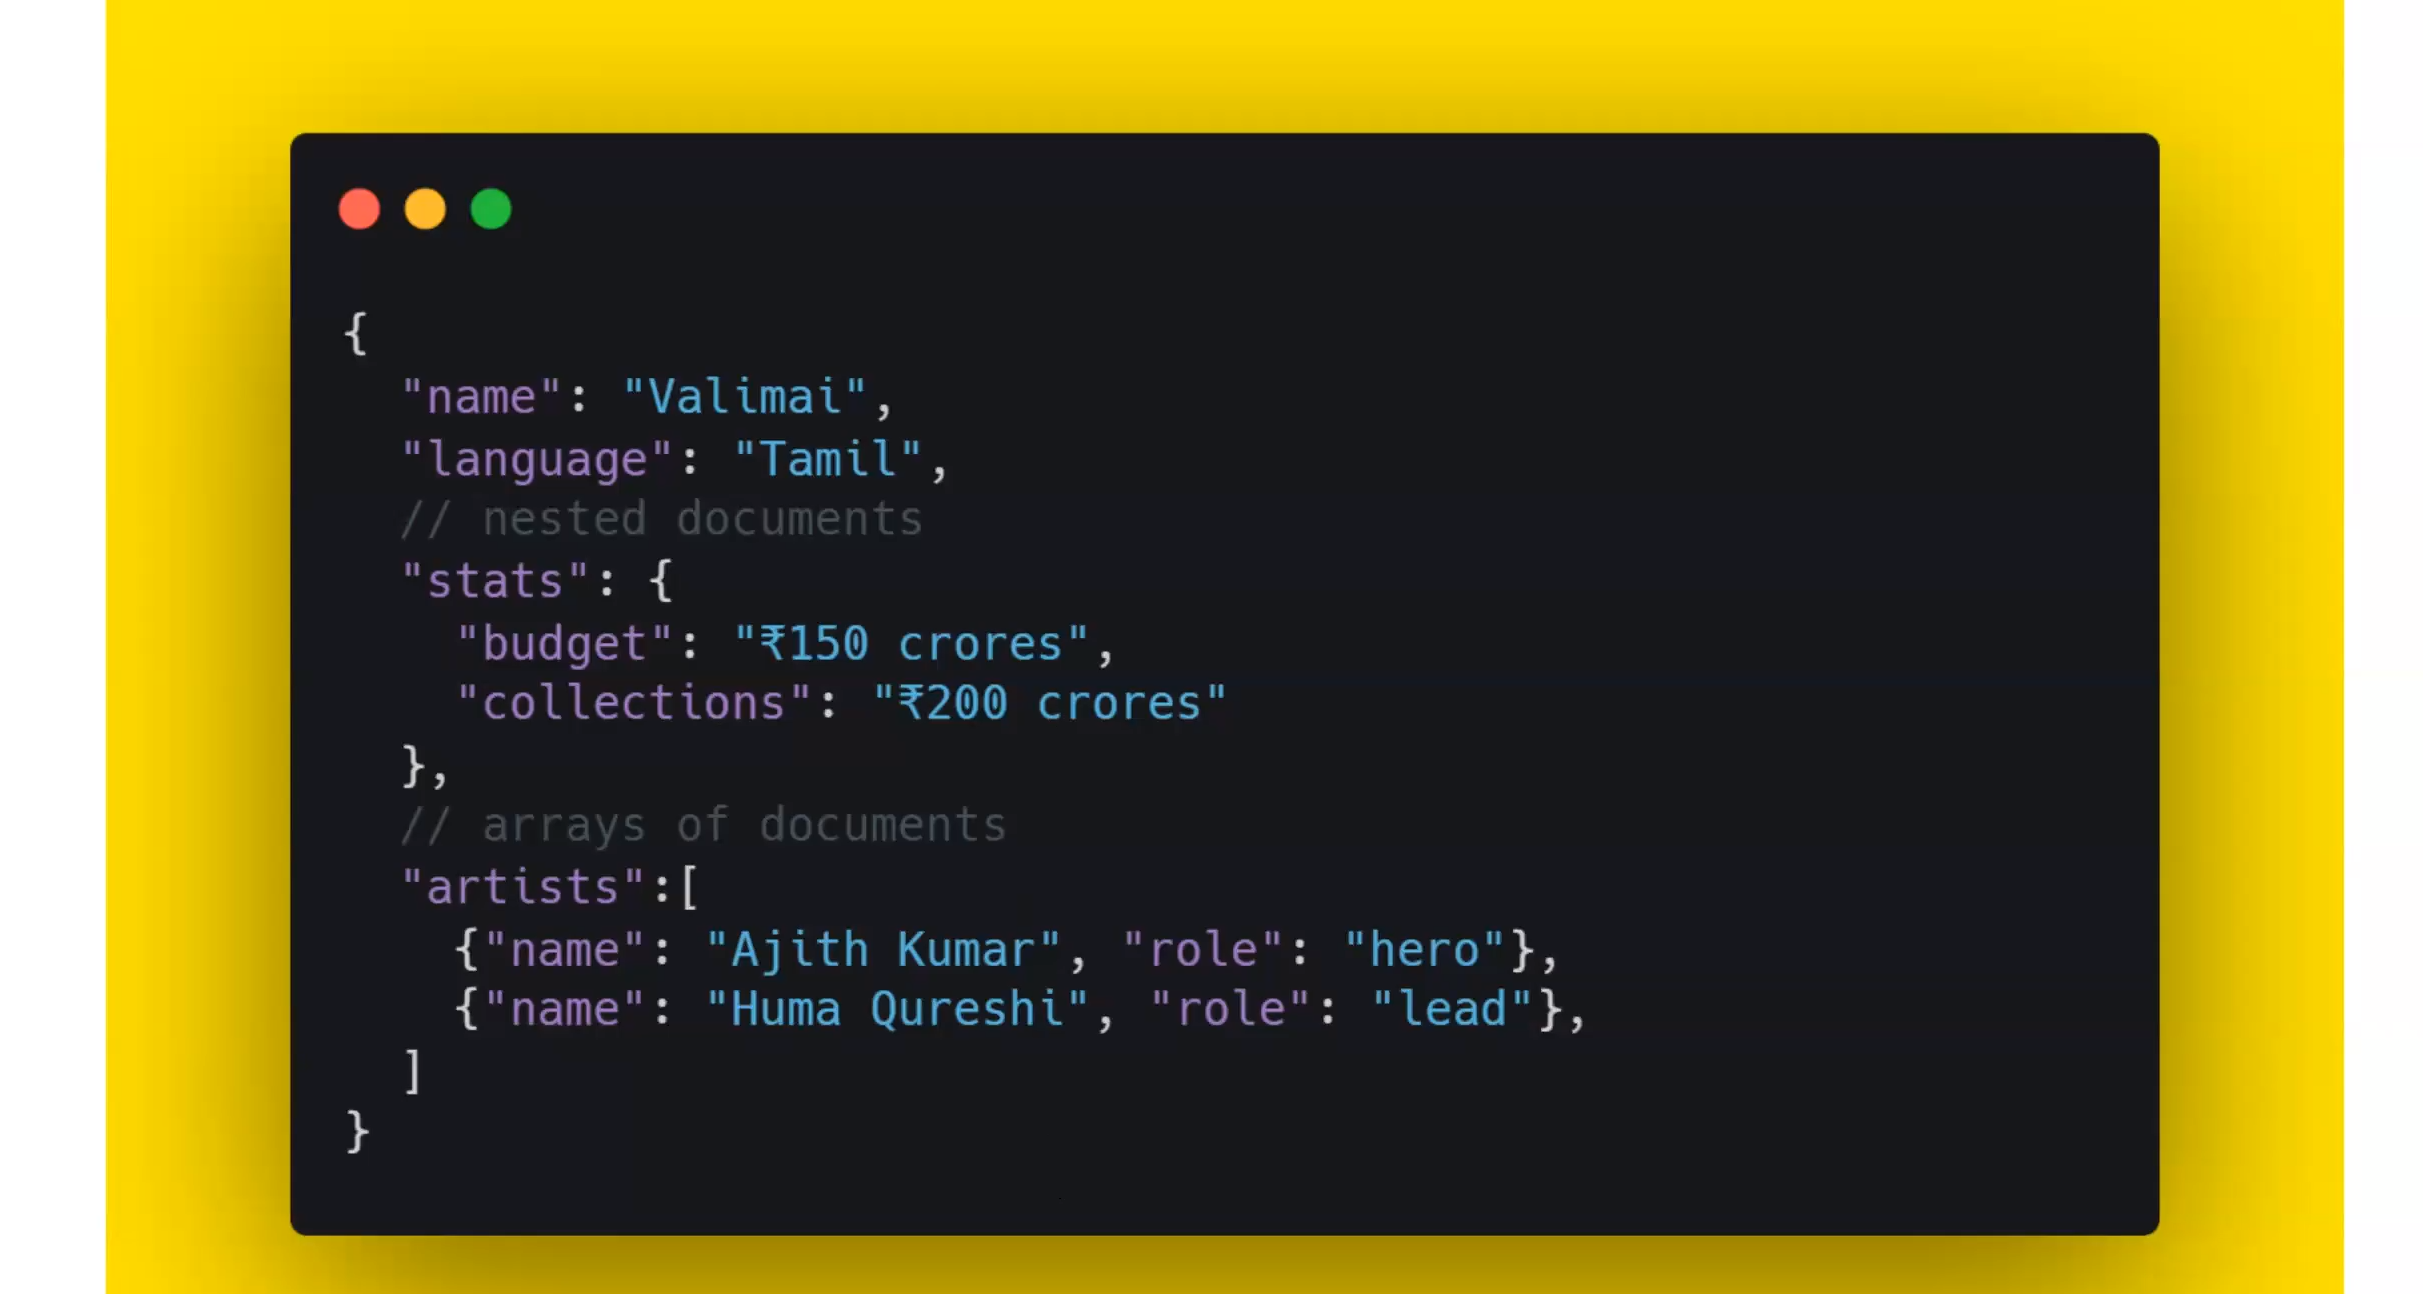 {
  "name": "Valimai",
  "language": "Tamil",
  // nested documents
  "stats": {
    "budget": "₹150 crores",
    "collections": "₹200 crores"
  },
  // arrays of documents
  "artists":[
    {"name": "Ajith Kumar", "role": "hero"},
    {"name": "Huma Qureshi", "role": "lead"},
  ]
}